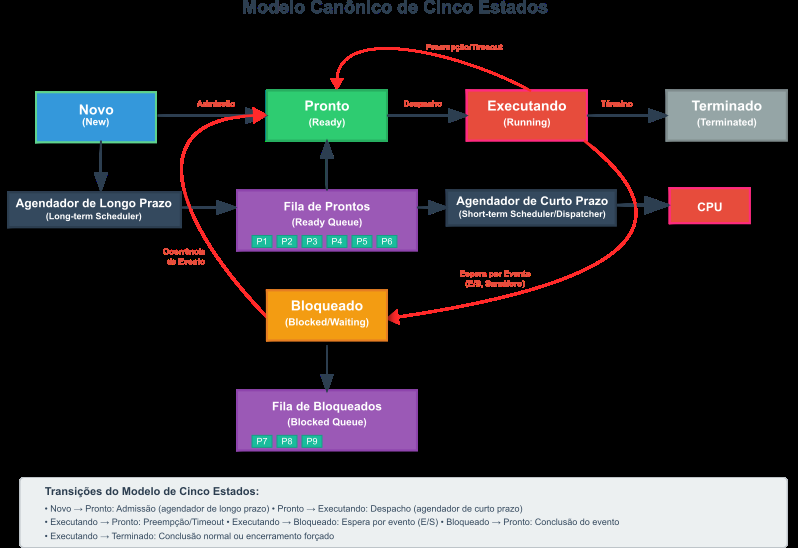 Modelo Canônico de Cinco Estados
Preempção/Timeout
Novo
(New)
Admissão
Pronto
(Ready)
Despacho
Executando
(Running)
Término
Terminado
(Terminated)
Agendador de Longo Prazo
(Long-term Scheduler)
Fila de Prontos
(Ready Queue)
P1 P2 P3 P4 P5 P6
Agendador de Curto Prazo
(Short-term Scheduler/Dispatcher)
CPU
Ocorrência
de Evento
Espera por Evento
(E/S, Semáforo)
Bloqueado
(Blocked/Waiting)
Fila de Bloqueados
(Blocked Queue)
P7 P8 P9
Transições do Modelo de Cinco Estados:
• Novo → Pronto: Admissão (agendador de longo prazo) • Pronto → Executando: Despacho (agendador de curto prazo)
• Executando → Pronto: Preempção/Timeout • Executando → Bloqueado: Espera por evento (E/S) • Bloqueado → Pronto: Conclusão do evento
• Executando → Terminado: Conclusão normal ou encerramento forçado